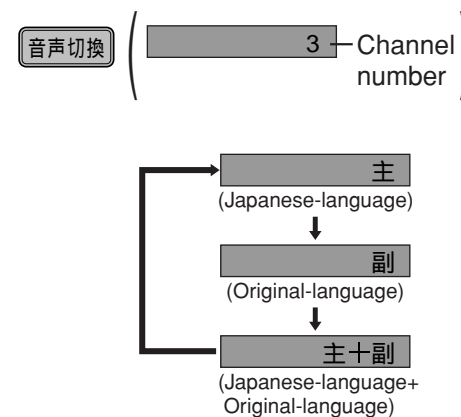 音声切換
3
Channel
number
主
(Japanese-language)
副
(Original-language)
主十副
(Japanese-language+
Original-language)